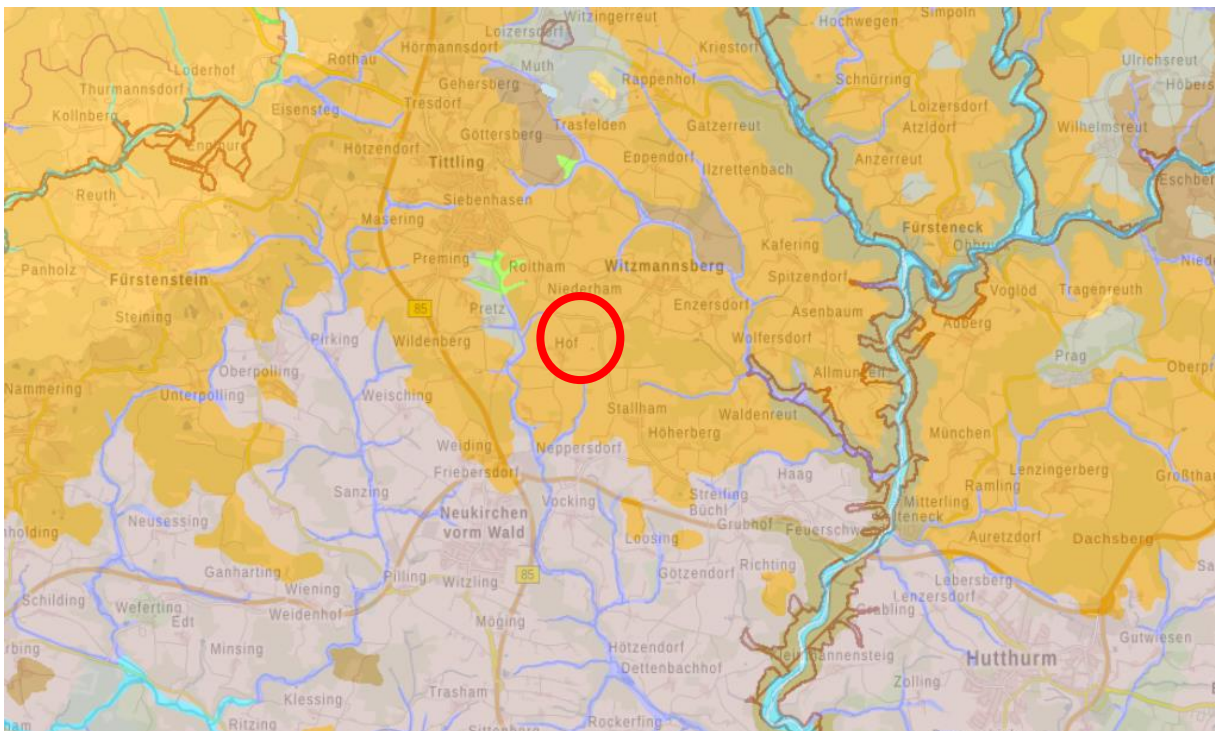 Witzingerreut
Simpoln
Hochwegen
Loizersdorf
Hörmannsdorf
Kriestorf
Rothau
Muth
Ulrichsreut
Loderhof
Gehersberg
Rappenhof
Schnürring
Thurmannsdorf
Tresdorf
Loizersdorf
Kollnberg
Eisensteg
Trasfelden
Gatzerreut
Atzldorf
Wilhelmsreut
Göttersberg
Hötzendorf
Tittling
Eppendorf
Anzerreut
Ilzrettenbach
Reuth
Siebenhasen
Masering
Fürsteneck
Kafering
Panholz
Preming
Roitham
Witzmannsberg
Fürstenstein
Spitzendorf
Niederham
Voglöd
Tragenreuth
Steining
85
Pretz
Enzersdorf
Asenbaum
Aoberg
Pirking
Wildenberg
Hof
Wolfersdorf
Prag
Oberpolling
Allmunzen
Nammering
Unterpolling
Weisching
Stallham
Waldenreut
Höherberg
München
Weiding
Neppersdorf
Friebersdorf
Haag
Lenzingerberg
Sanzing
Ramling
Streifing
Büchl
Vocking
Mitterling
Neukirchen
vorm Wald
Neusessing
Grubhof
Loosing
Auretzdorf
Dachsberg
Ganharting
85
Richting
Pilling
Witzling
Götzendorf
Wiening
Lebersberg
Lenzersdorf
Schilding
Weferting
Edt
Weidenhof
Möging
Gutwiesen
Minsing
Hötzendorf
Dettenbachhof
Hutthurm
Zolling
Klessing
Trasham
Ritzing
Rockerfing